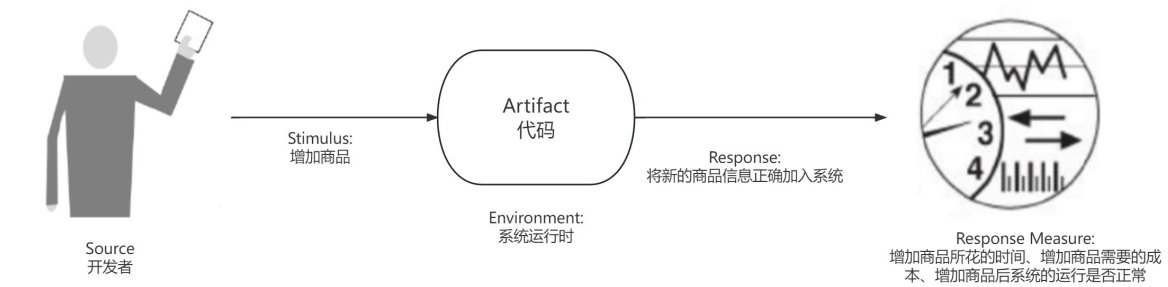 Source
开发者
Stimulus:
增加商品
Artifact
代码
Environment:
系统运行时
Response:
将新的商品信息正确加入系统
1
2
3
4
Response Measure:
增加商品所花的时间、增加商品需要的成
本、增加商品后系统的运行是否正常